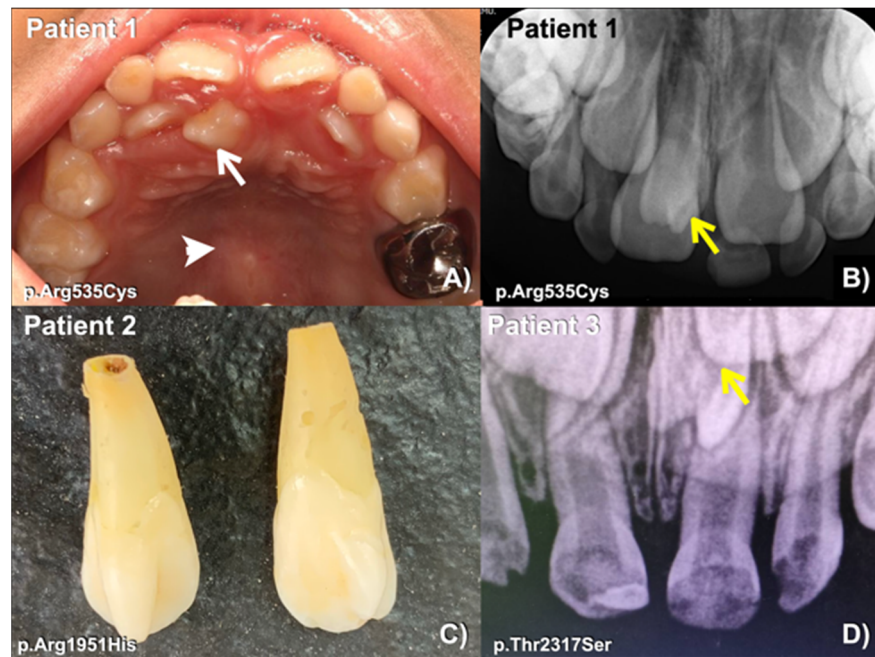 Patient 1
A)
p.Arg535Cys
Patient 1
B)
p.Arg535Cys
Patient 2
C)
p.Arg1951His
Patient 3
D)
p.Thr2317Ser